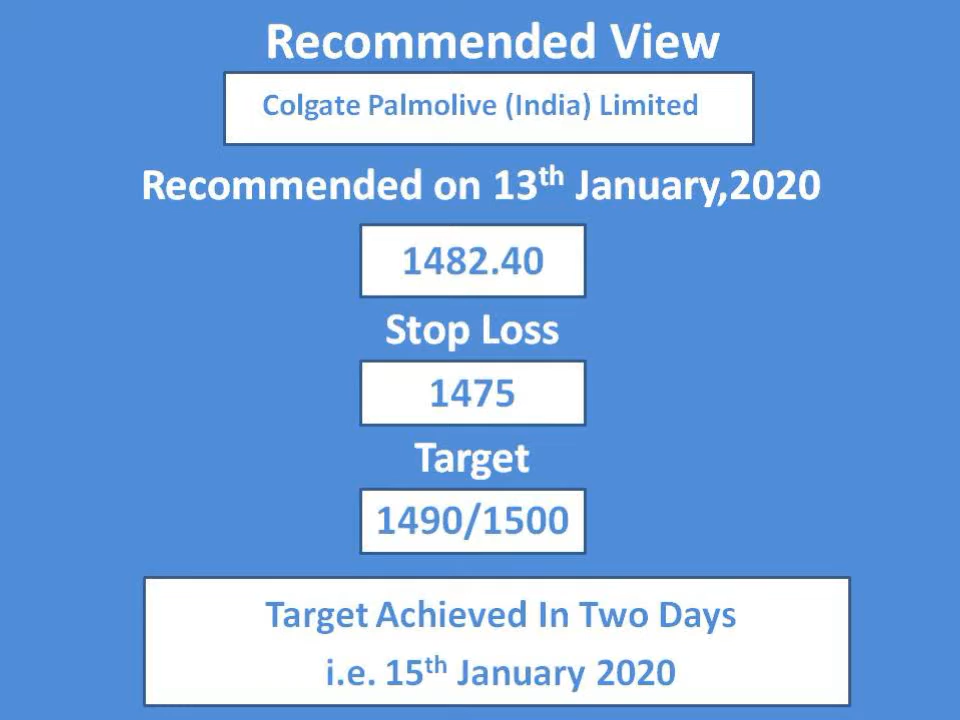 Recommended View
Colgate Palmolive (India) Limited
Recommended on 13th January,2020
1482.40
Stop Loss
1475
Target
1490/1500
Target Achieved In Two Days
i.e. 15th January 2020